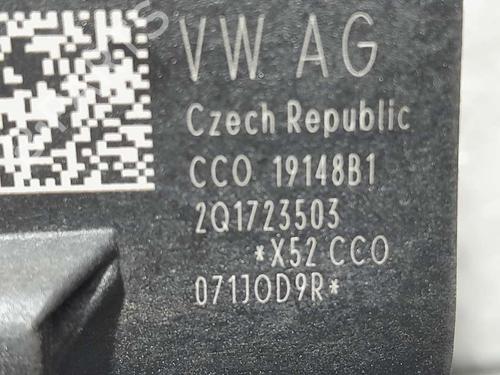 VW AG
Czech Republic
CCO 19148B1
2Q1723503
*X52 CCO
071JOD9R*